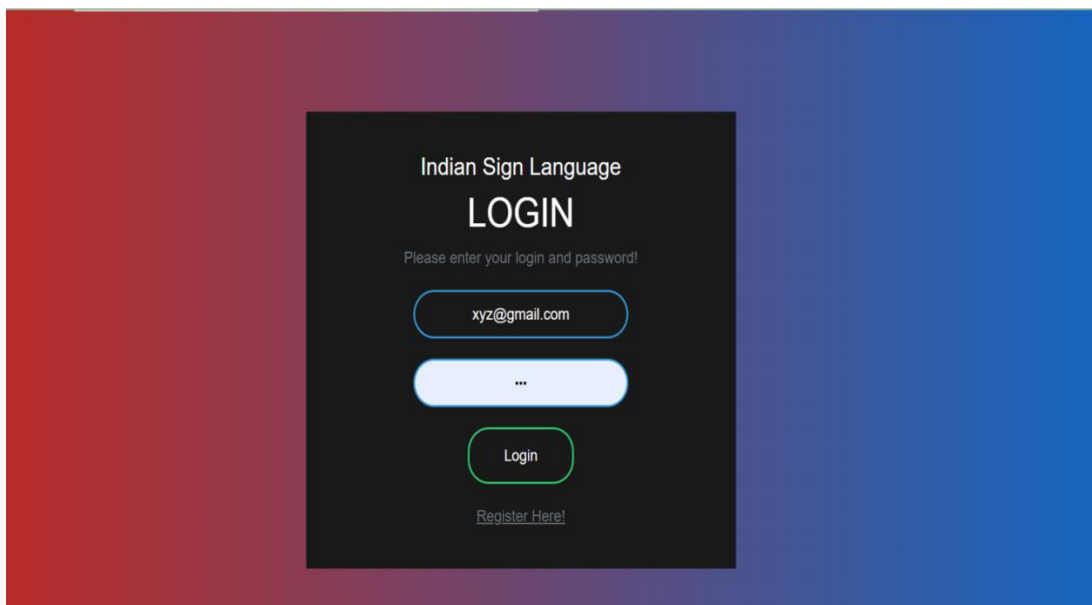 Indian Sign Language
LOGIN
Please enter your login and password!
xyz@gmail.com
•••
Login
Register Here!